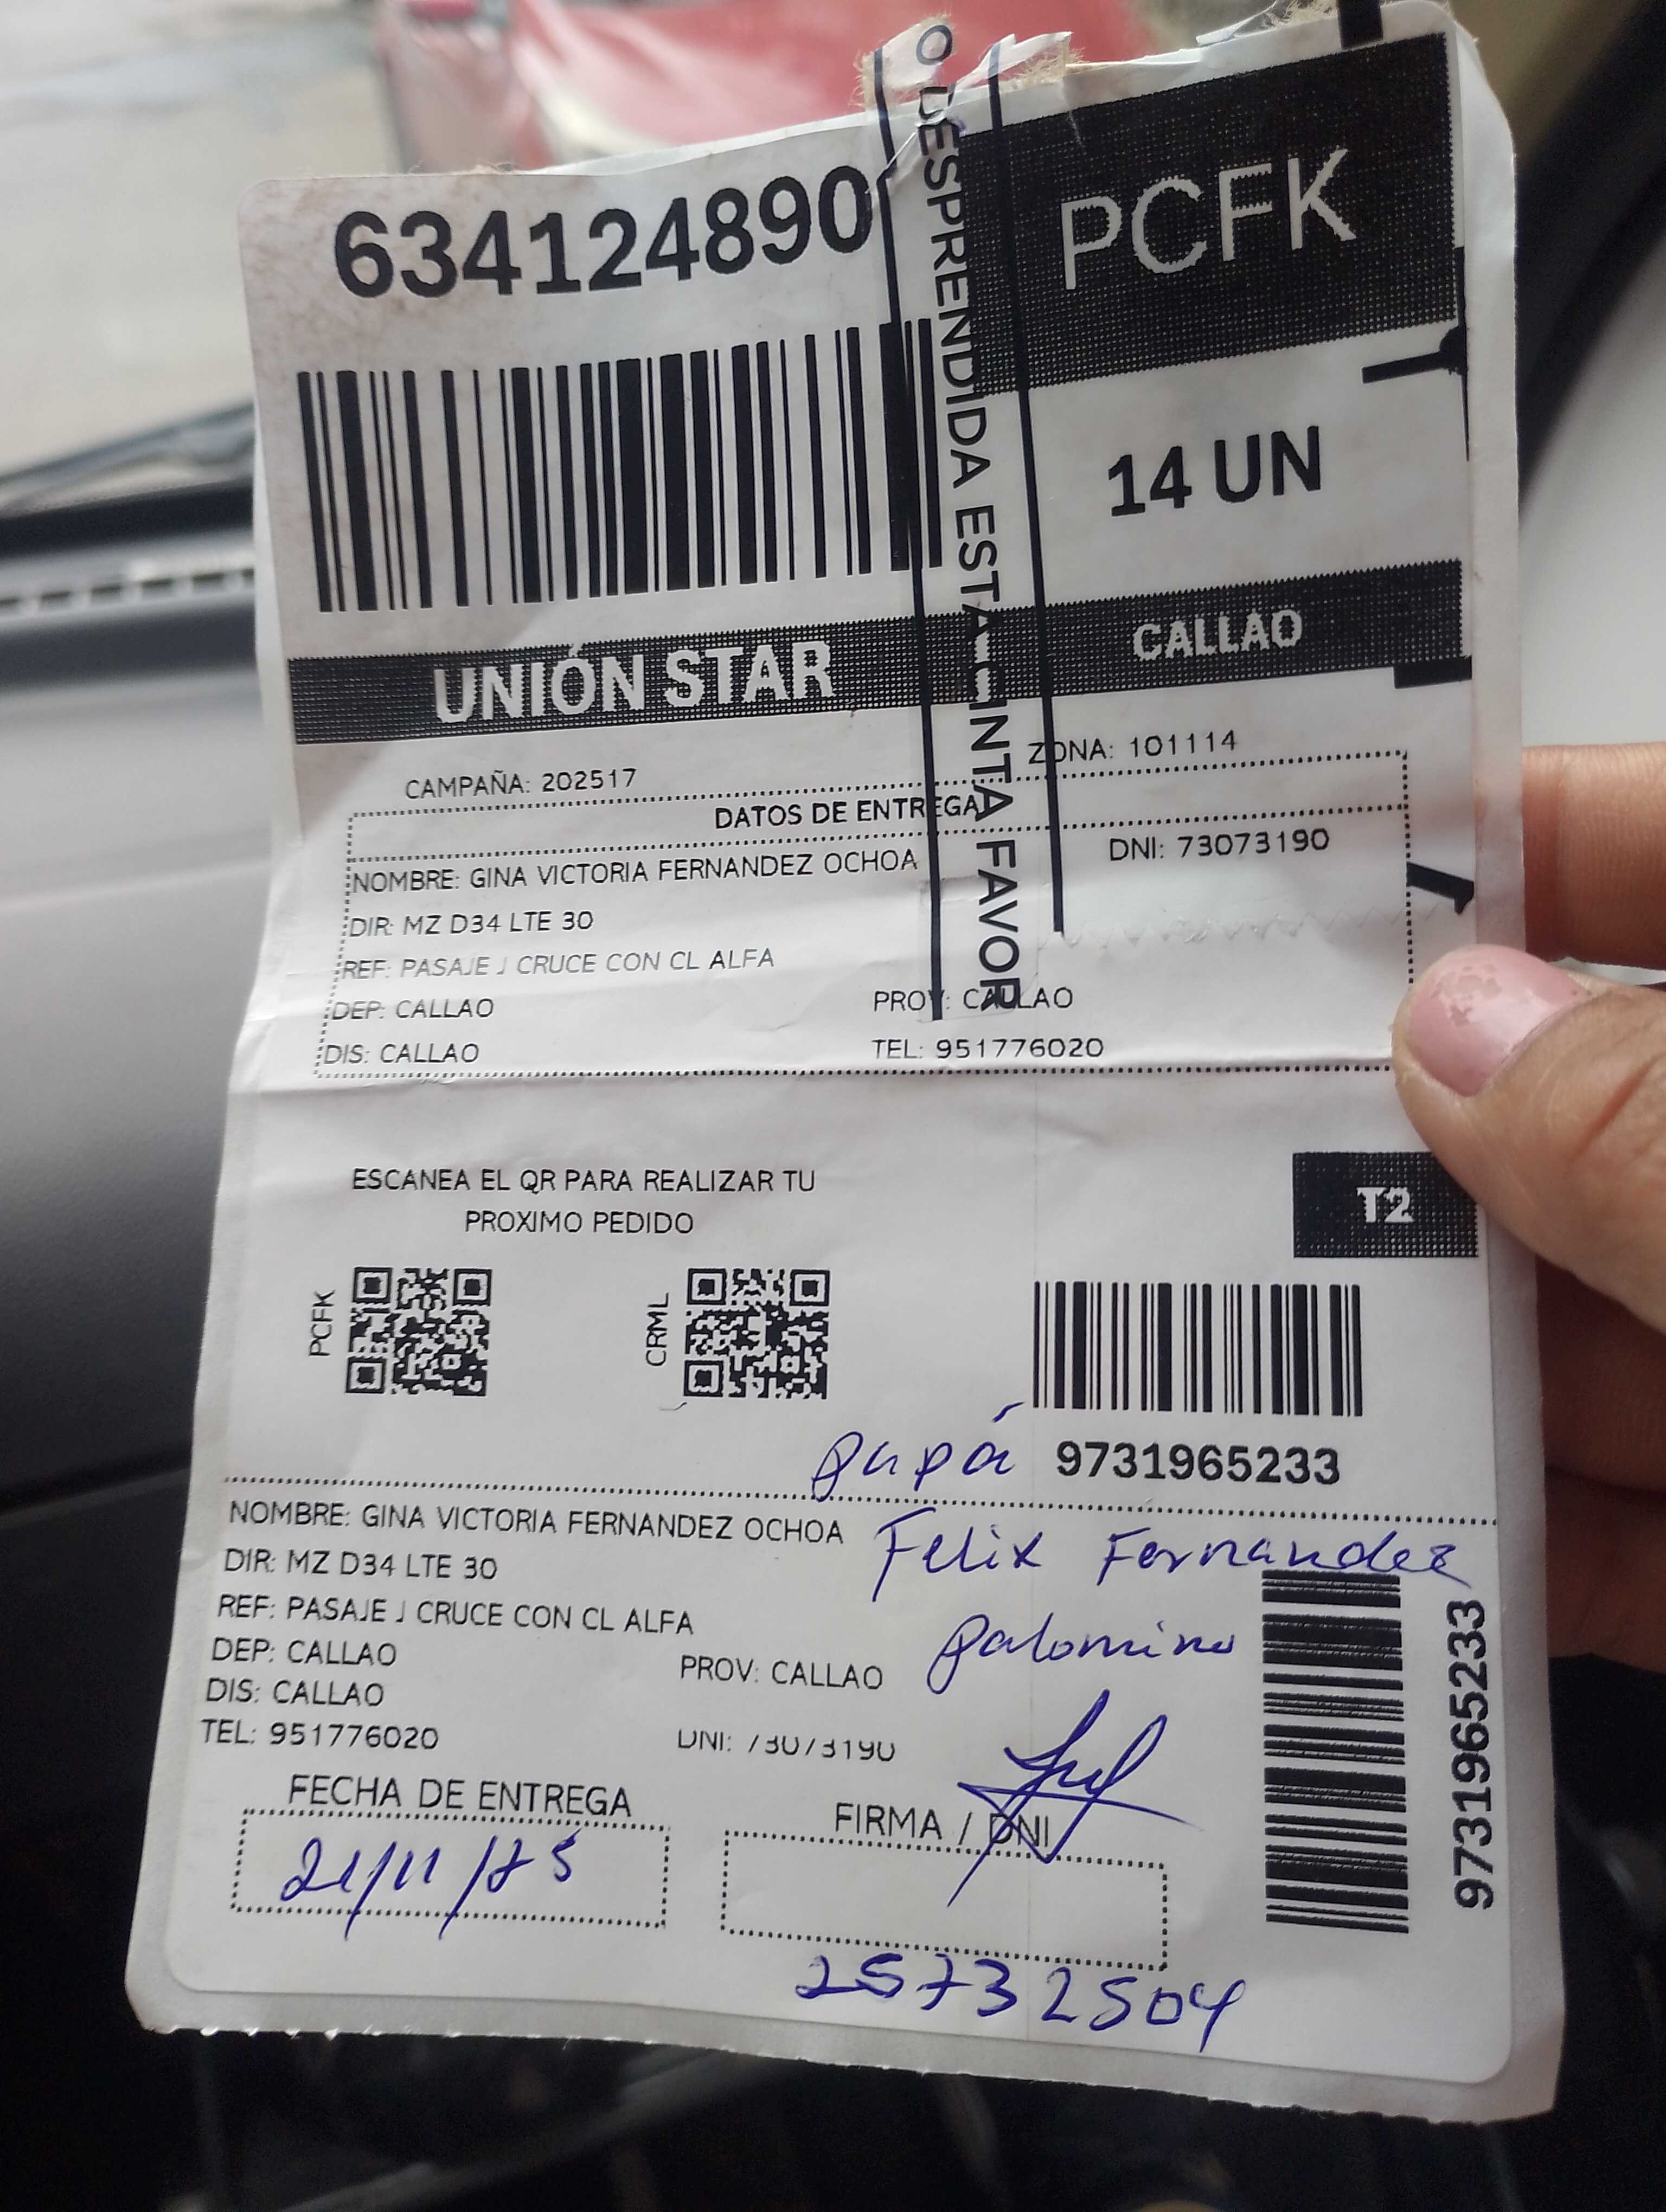 634124890
PCFK
O DESPRENDIDA ESTA CINTA FAVOR
14 UN
UNIÓN STAR
CALLAO
CAMPAÑA: 202517
ZONA: 101114
DATOS DE ENTREGA
NOMBRE: GINA VICTORIA FERNANDEZ OCHOA
DNI: 73073190
DIR: MZ D34 LTE 30
REF: PASAJE J CRUCE CON CL ALFA
DEP: CALLAO
PROV: CALLAO
DIS: CALLAO
TEL: 951776020
ESCANEA EL QR PARA REALIZAR TU
PROXIMO PEDIDO
T2
PCFK
CRML
papá
9731965233
NOMBRE: GINA VICTORIA FERNANDEZ OCHOA
Felix Fernandez
DIR: MZ D34 LTE 30
REF: PASAJE J CRUCE CON CL ALFA
palomino
DEP: CALLAO
PROV: CALLAO
DIS: CALLAO
TEL: 951776020
DNI: 73073190
9731965233
FECHA DE ENTREGA
FIRMA / DNI
21/11/25
25732504